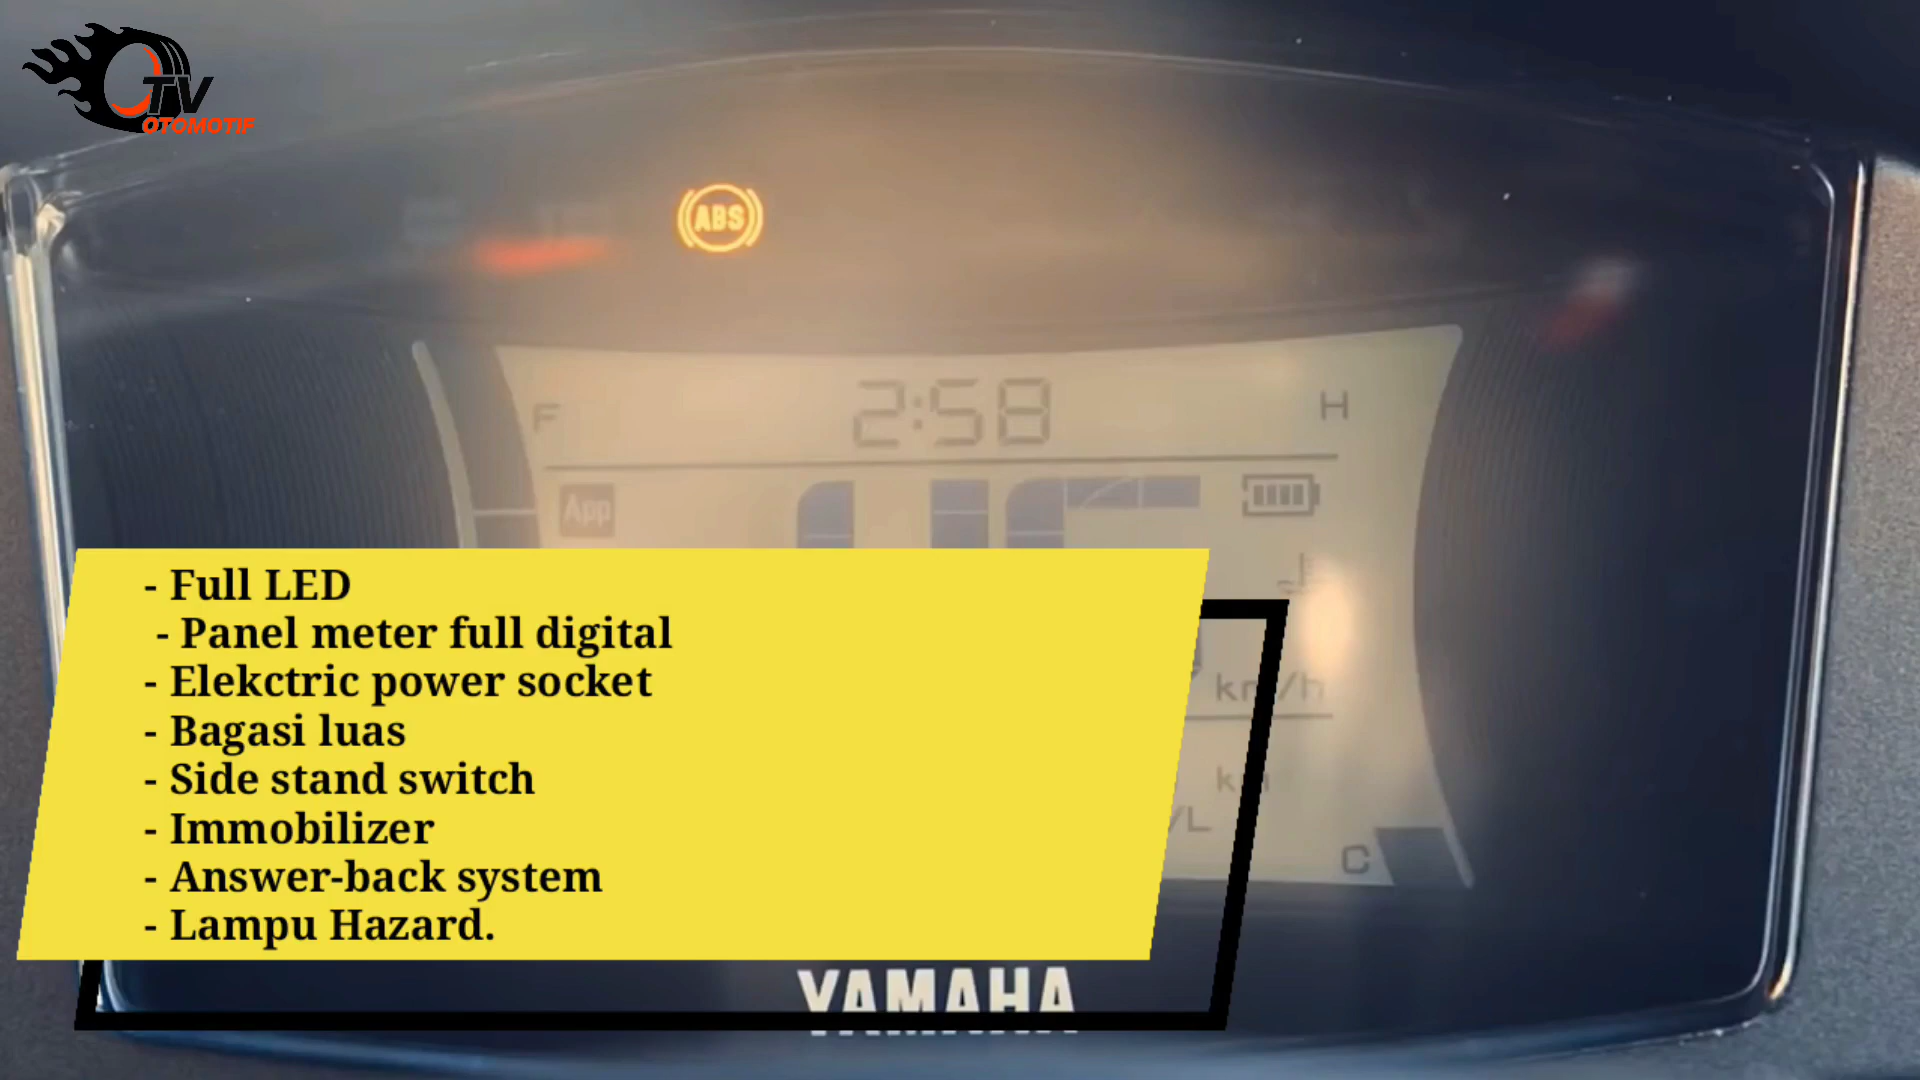 TV
OTOMOTIF
ABS
F
2:58
H
App
- Full LED
- Panel meter full digital
- Elekctric power socket
- Bagasi luas
- Side stand switch
- Immobilizer
- Answer-back system
- Lampu Hazard.
km/h
km
/L
C
YAMAHA